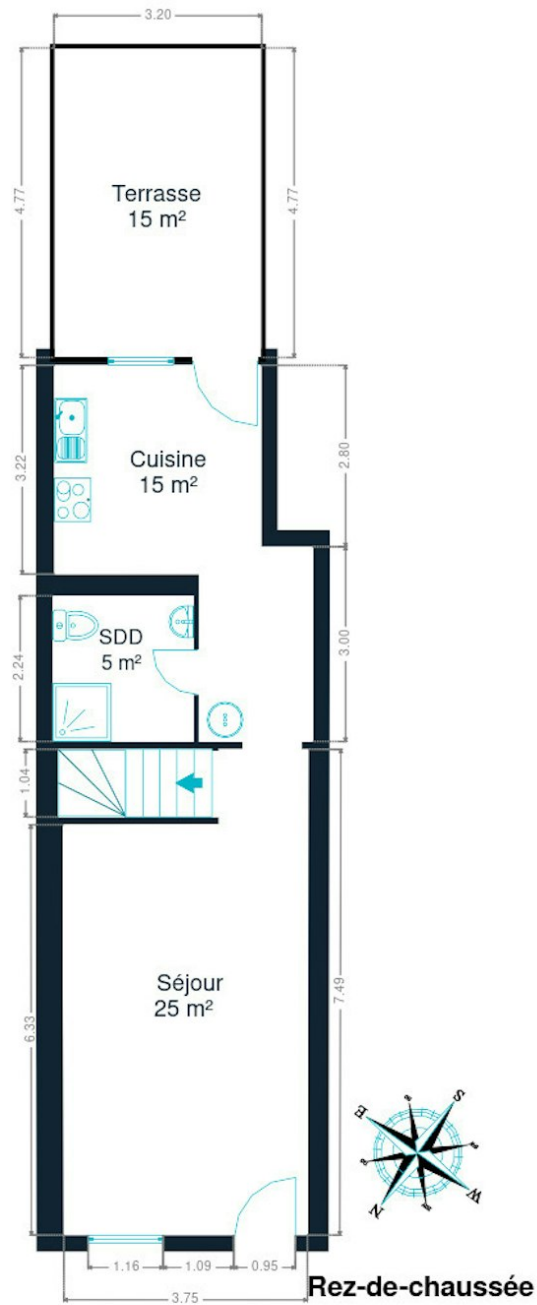 3.20
4.77
4.77
Terrasse
15 m²
3.22
2.80
Cuisine
15 m²
3.00
2.24
SDD
5 m²
1.04
Séjour
25 m²
7.49
6.33
S
E
W
N
1.16
1.09
0.95
3.75
Rez-de-chaussée